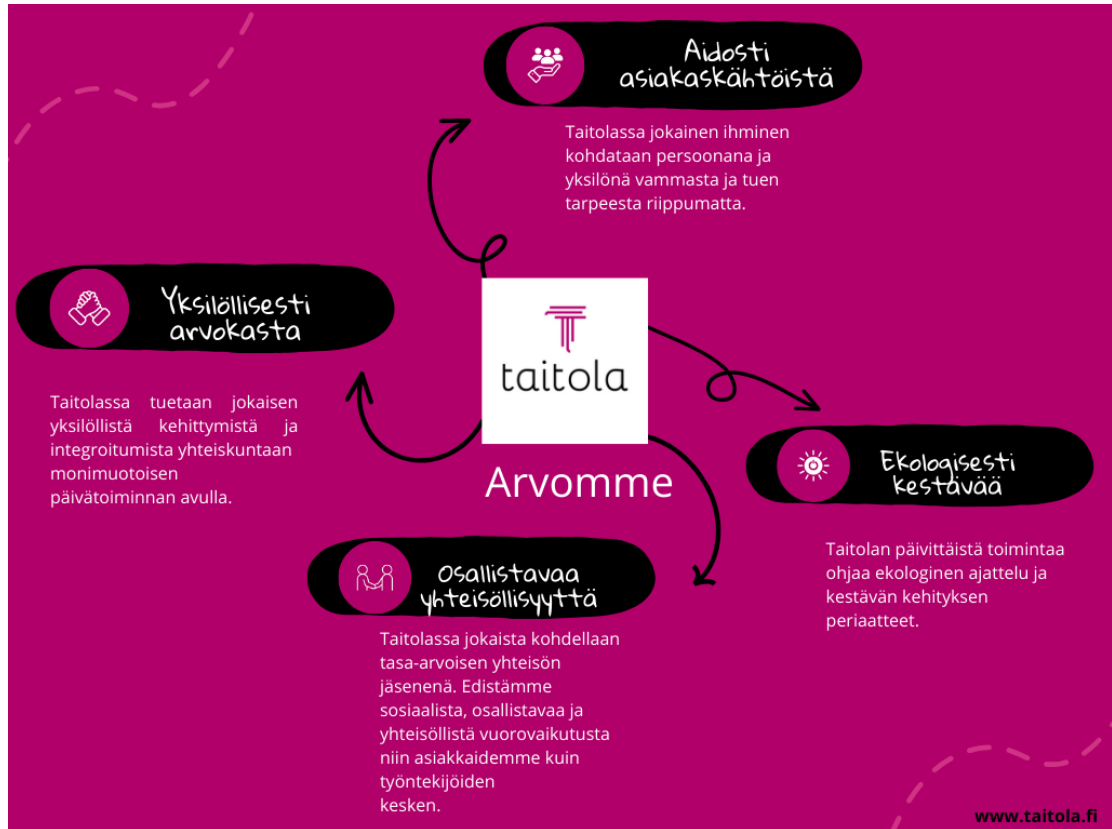 Aidosti
asiakaskähtöistä
Taitolassa jokainen ihminen
kohdataan persoonana ja
yksilönä vammasta ja tuen
tarpeesta riippumatta.
Yksilöllisesti
arvokasta
Taitolassa tuetaan jokaisen
yksilöllistä kehittymistä ja
integroitumista yhteiskuntaan
monimuotoisen
päivätoiminnan avulla.
taitola
Arvomme
Ekologisesti
kestävää
Taitolan päivittäistä toimintaa
ohjaa ekologinen ajattelu ja
kestävän kehityksen
periaatteet.
Osallistavaa
yhteisöllisyyttä
Taitolassa jokaista kohdellaan
tasa-arvoisen yhteisön
jäsenenä. Edistämme
sosiaalista, osallistavaa ja
yhteisöllistä vuorovaikutusta
niin asiakkaidemme kuin
työntekijöiden
kesken.
www.taitola.fi